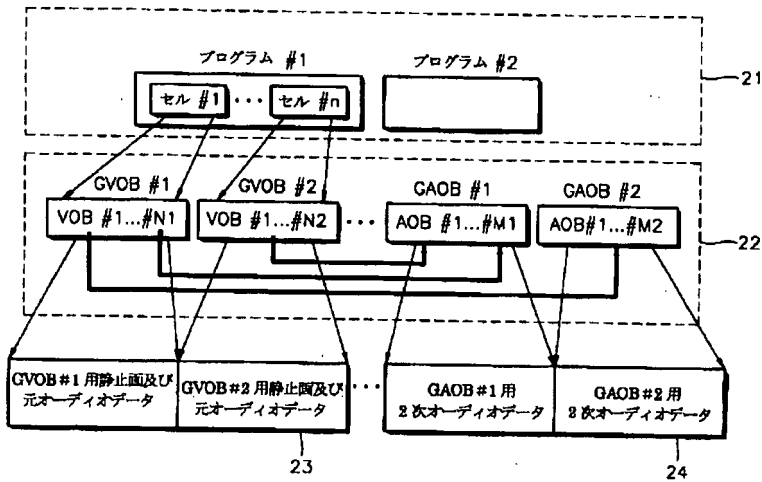 プログラム #1
プログラム #2
セル #1
・・・
セル #n
21
GVOB #1
GVOB #2
GAOB #1
GAOB #2
VOB #1...#N1
VOB #1...#N2
・・・
AOB #1...#M1
AOB#1...#M2
22
GVOB#1用静止画及び
元オーディオデータ
GVOB#2用静止画及び
元オーディオデータ
・・・
GAOB #1用
2次オーディオデータ
GAOB #2用
2次オーディオデータ
23
24